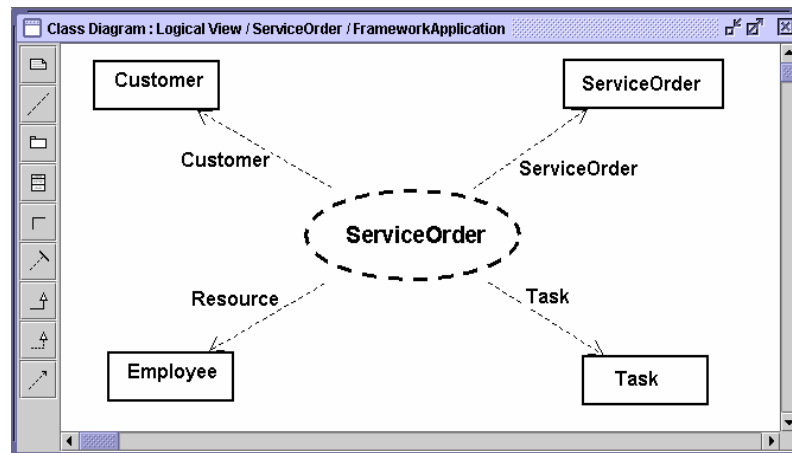 Class Diagram : Logical View / ServiceOrder / FrameworkApplication
Customer
ServiceOrder
Customer
ServiceOrder
ServiceOrder
Resource
Task
Employee
Task